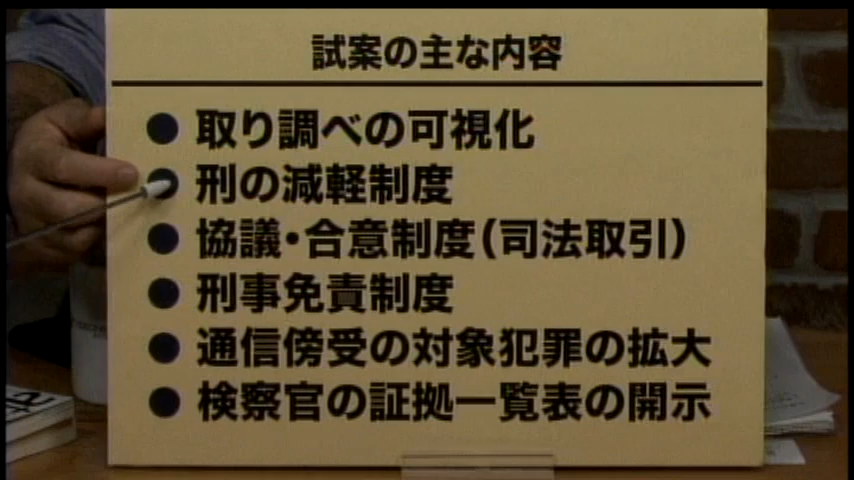 試案の主な内容
● 取り調べの可視化
● 刑の減軽制度
● 協議・合意制度(司法取引)
● 刑事免責制度
● 通信傍受の対象犯罪の拡大
● 検察官の証拠一覧表の開示